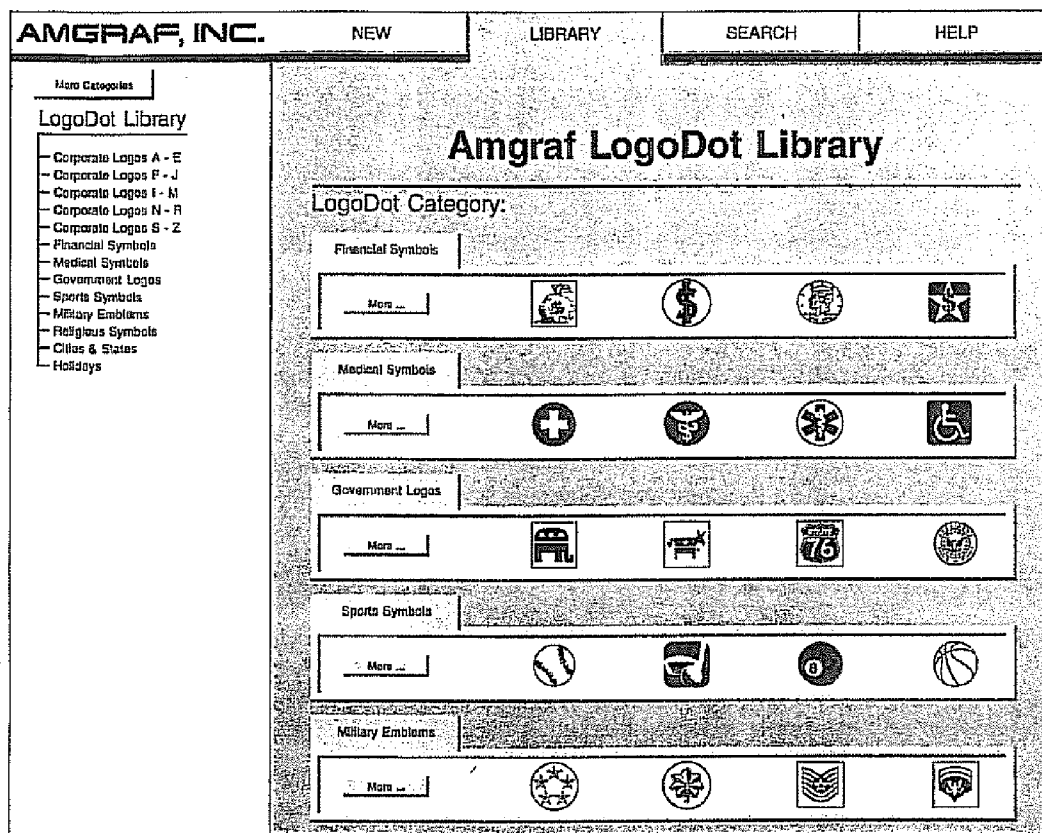 AMGRAF, INC.
NEW
LIBRARY
SEARCH
HELP
More Categories
LogoDot Library
Corporate Logos A - E
Corporate Logos F - J
Corporate Logos I - M
Corporate Logos N - R
Corporate Logos S - Z
Financial Symbols
Medical Symbols
Government Logos
Sports Symbols
Military Emblems
Religious Symbols
Cities & States
Holidays
Amgraf LogoDot Library
LogoDot Category:
Financial Symbols
More ...
$
$
$
Medical Symbols
More ...
Government Logos
More ...
76
Sports Symbols
More ...
8
Military Emblems
More ...